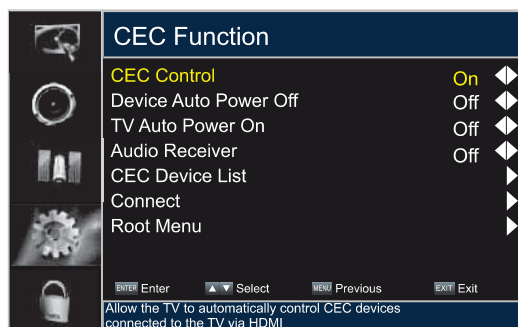 CEC Function
CEC Control On
Device Auto Power Off Off
TV Auto Power On Off
Audio Receiver Off
CEC Device List
Connect
Root Menu
ENTER Enter ▲ ▼ Select MENU Previous EXIT Exit
Allow the TV to automatically control CEC devices
connected to the TV via HDMI